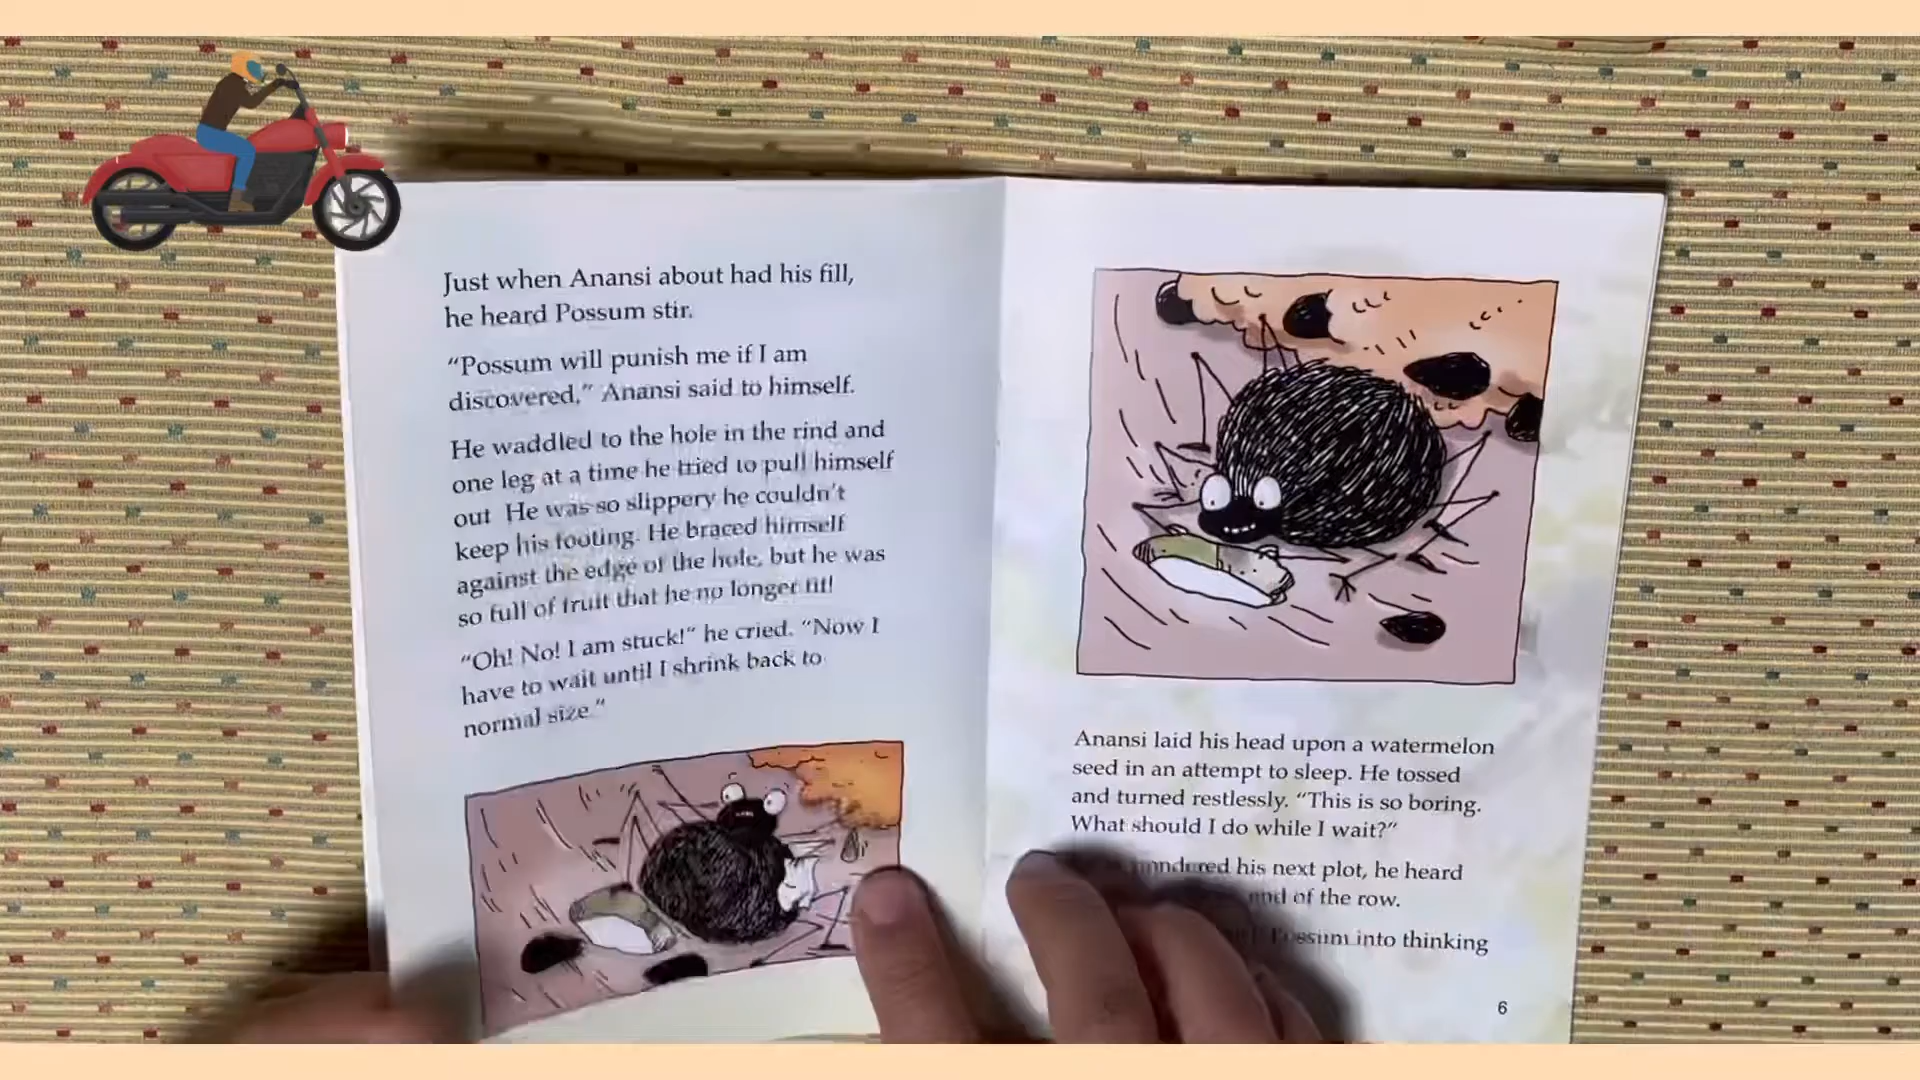 Just when Anansi about had his fill,
he heard Possum stir.
“Possum will punish me if I am
discovered,” Anansi said to himself.
He waddled to the hole in the rind and
one leg at a time he tried to pull himself
out He was so slippery he couldn't
keep his footing. He braced himself
against the edge of the hole, but he was
so full of fruit that he no longer fit!
“Oh! No! I am stuck!” he cried. “Now I
have to wait until I shrink back to
normal size.”
Anansi laid his head upon a watermelon
seed in an attempt to sleep. He tossed
and turned restlessly. “This is so boring.
What should I do while I wait?”
pondered his next plot, he heard
end of the row.
Possum into thinking
6